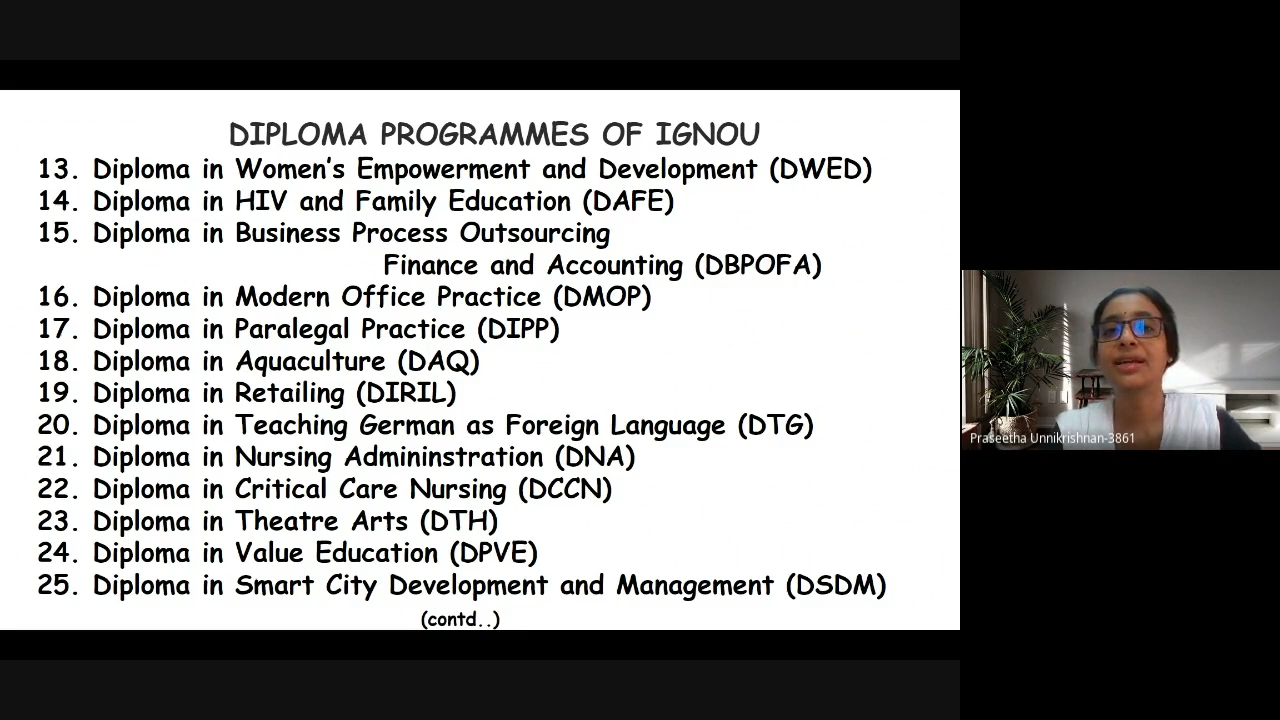 DIPLOMA PROGRAMMES OF IGNOU
13. Diploma in Women's Empowerment and Development (DWED)
14. Diploma in HIV and Family Education (DAFE)
15. Diploma in Business Process Outsourcing
Finance and Accounting (DBPOFA)
16. Diploma in Modern Office Practice (DMOP)
17. Diploma in Paralegal Practice (DIPP)
18. Diploma in Aquaculture (DAQ)
19. Diploma in Retailing (DIRIL)
20. Diploma in Teaching German as Foreign Language (DTG)
21. Diploma in Nursing Admininstration (DNA)
22. Diploma in Critical Care Nursing (DCCN)
23. Diploma in Theatre Arts (DTH)
24. Diploma in Value Education (DPVE)
25. Diploma in Smart City Development and Management (DSDM)
(contd..)
Praseetha Unnikrishnan-3861